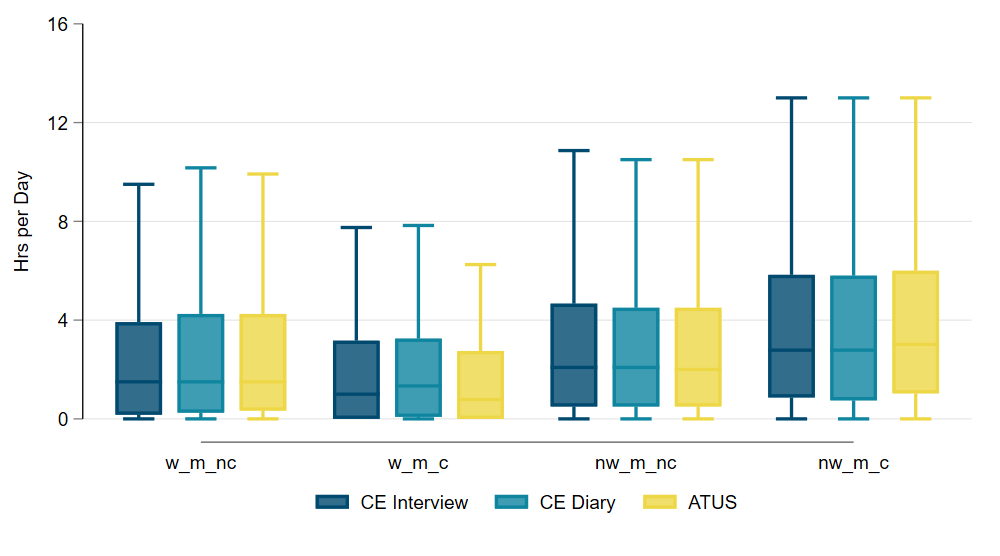 16
12
8
4
0
Hrs per Day
w_m_nc
w_m_c
nw_m_nc
nw_m_c
CE Interview
CE Diary
ATUS